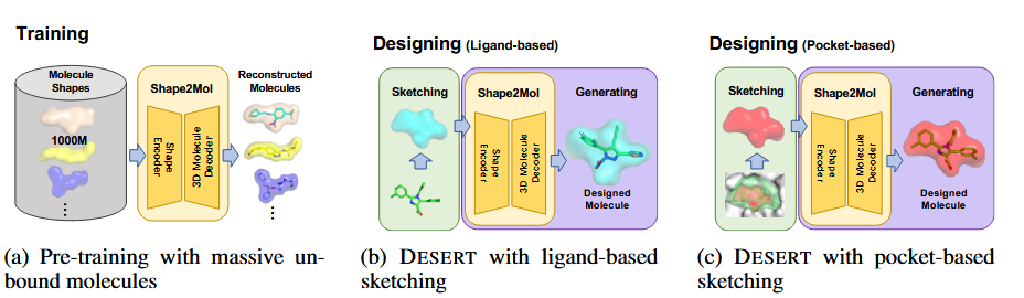 Training
Molecule
Shapes
1000M
⋮
Shape2Mol
Shape
Encoder
3D Molecule
Decoder
Reconstructed
Molecules
⋮
(a) Pre-training with massive un-
bound molecules
Designing (Ligand-based)
Sketching
Shape2Mol
Shape
Encoder
3D Molecule
Decoder
Generating
Designed
Molecule
(b) DESERT with ligand-based
sketching
Designing (Pocket-based)
Sketching
Shape2Mol
Shape
Encoder
3D Molecule
Decoder
Generating
Designed
Molecule
(c) DESERT with pocket-based
sketching